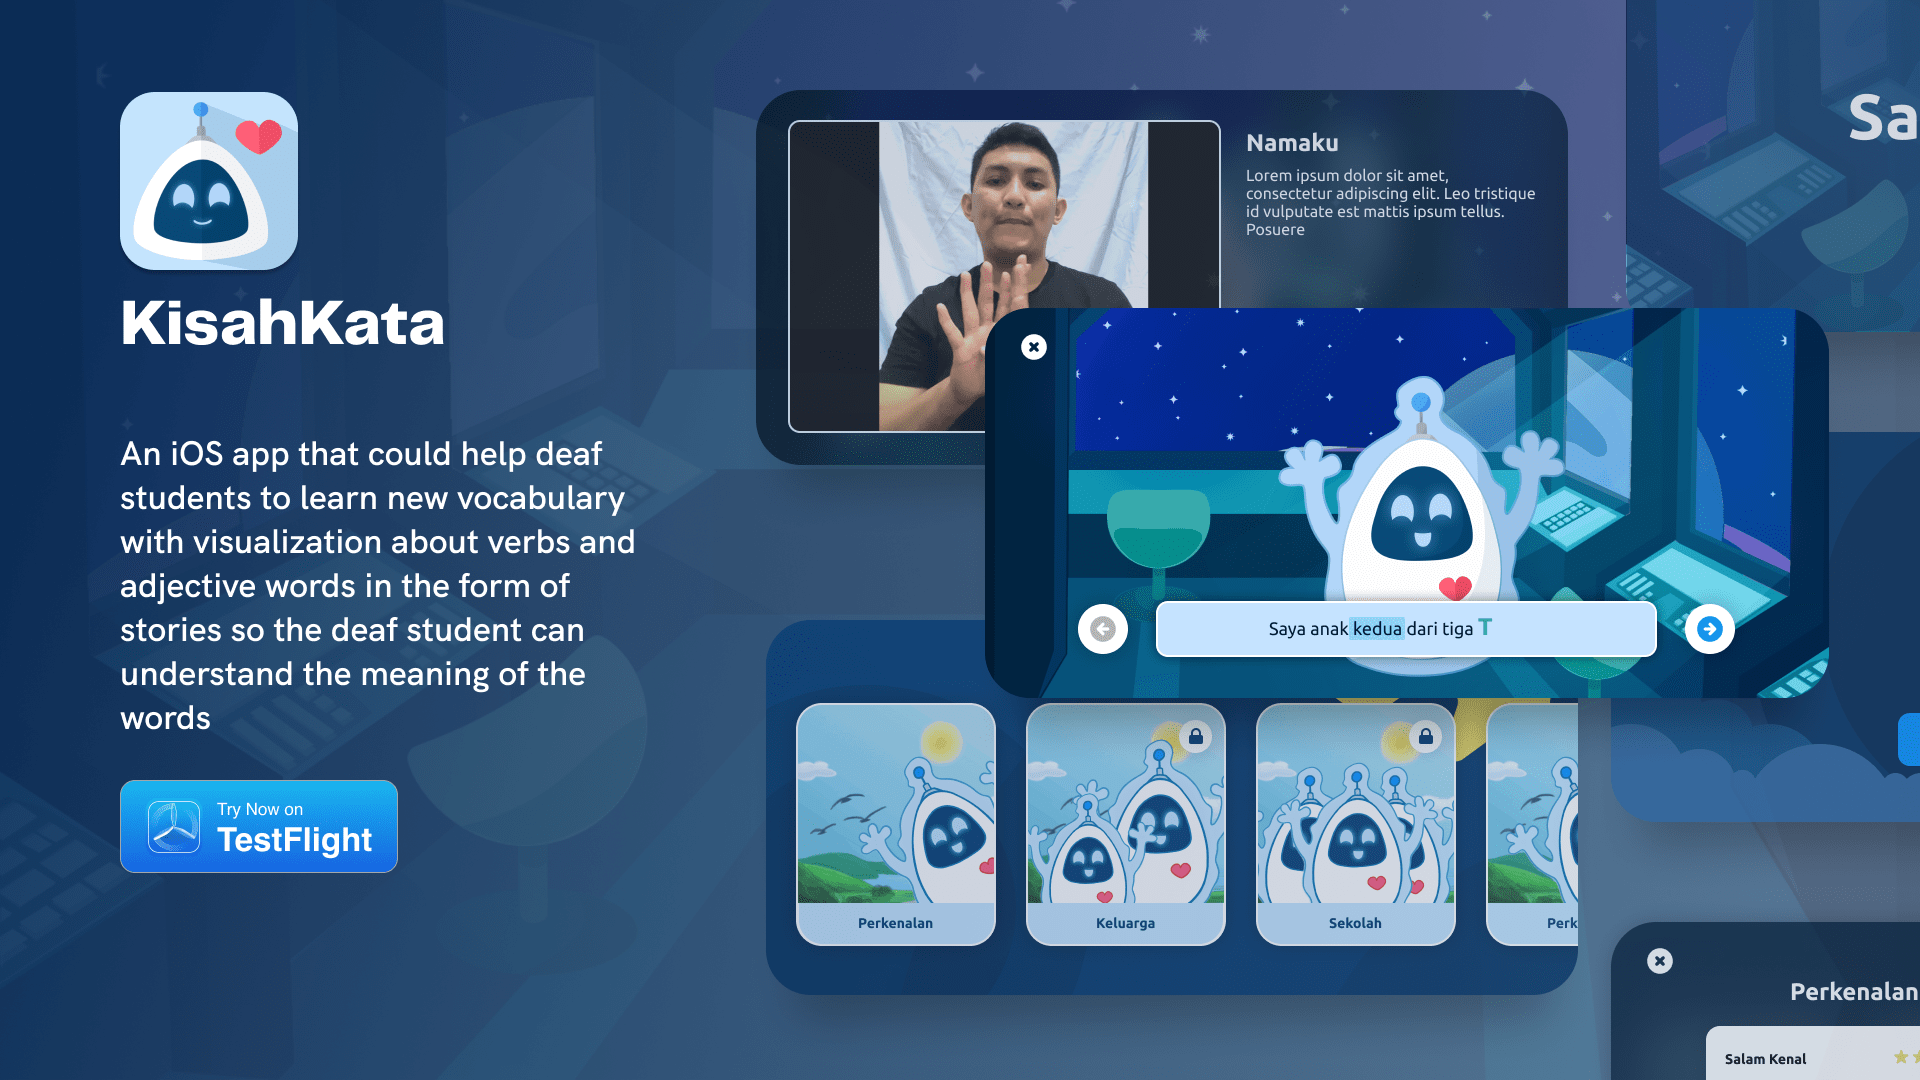 KisahKata
An iOS app that could help deaf
students to learn new vocabulary
with visualization about verbs and
adjective words in the form of
stories so the deaf student can
understand the meaning of the
words
Try Now on
TestFlight
Namaku
Lorem ipsum dolor sit amet,
consectetur adipiscing elit. Leo tristique
id vulputate est mattis ipsum tellus.
Posuere
Sa
Saya anak kedua dari tiga T
Perkenalan
Keluarga
Sekolah
Perk
Perkenalan
Salam Kenal